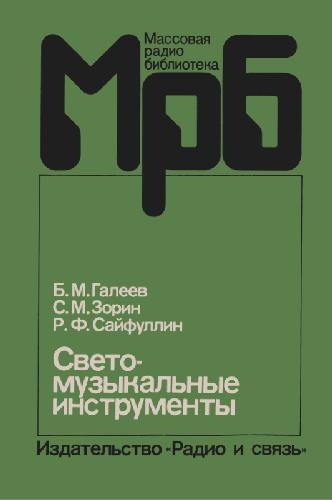 Массовая
радио
библиотека
Мрб
Б. М. Галеев
С. М. Зорин
Р. Ф. Сайфуллин
Свето-
музыкальные
инструменты
Издательство «Радио и связь»